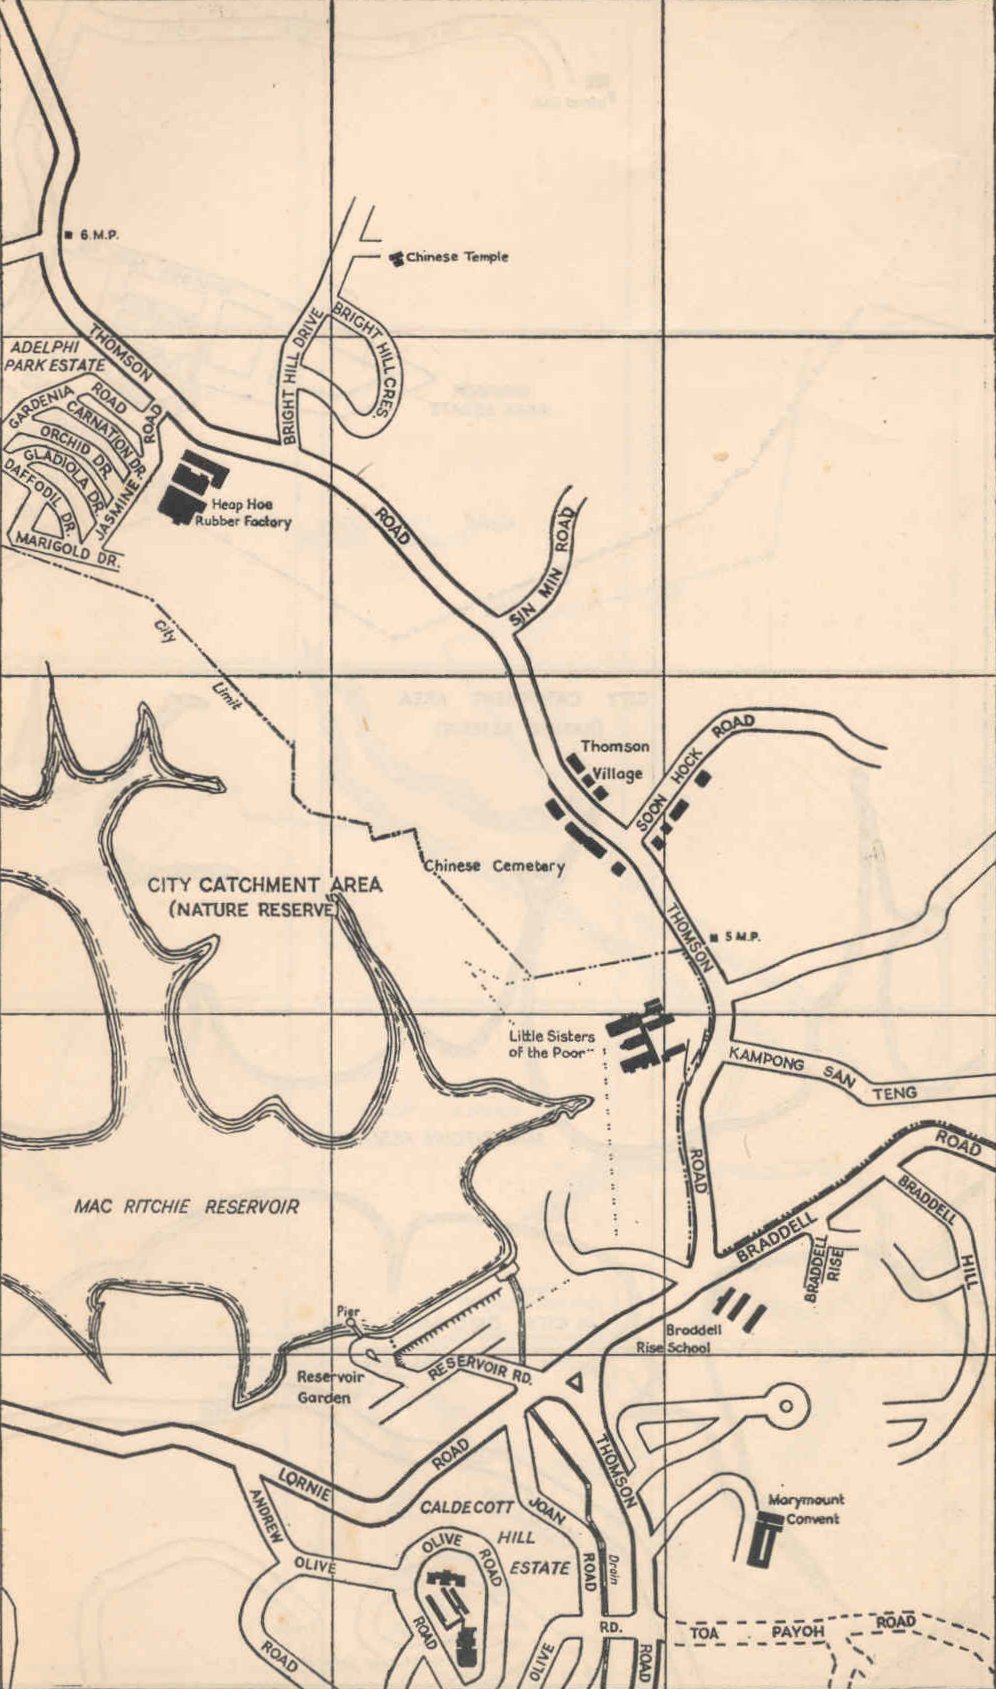 6 M.P.
Chinese Temple
BRIGHT HILL DRIVE
BRIGHT HILL CRES.
THOMSON
ADELPHI
PARK ESTATE
GARDENIA
ROAD
CARNATION DR.
ROAD
ORCHID DR.
GLADIOLA DR.
DAFFODIL DR.
JASMINE
MARIGOLD DR.
Heap Hoe
Rubber Factory
ROAD
SIN MIN ROAD
City
Limit
Thomson
Village
SOON HOCK ROAD
Chinese Cemetery
CITY CATCHMENT AREA
(NATURE RESERVE)
THOMSON
5 M.P.
Little Sisters
of the Poor
KAMPONG SAN TENG
ROAD
BRADDELL
ROAD
BRADDELL
HILL
BRADDELL
RISE
MAC RITCHIE RESERVOIR
Pier
Reservoir
Garden
RESERVOIR RD.
Broddell
Rise School
LORNIE
ROAD
THOMSON
ANDREW
CALDECOTT
HILL
ESTATE
JOAN
ROAD
Drain
Marymount
Convent
OLIVE
OLIVE
ROAD
ROAD
ROAD
OLIVE
RD.
ROAD
TOA PAYOH ROAD